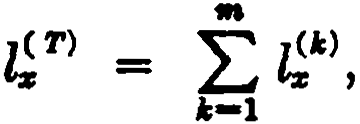 $l_x^{(T)} = \sum_{k=1}^{m} l_x^{(k)},$